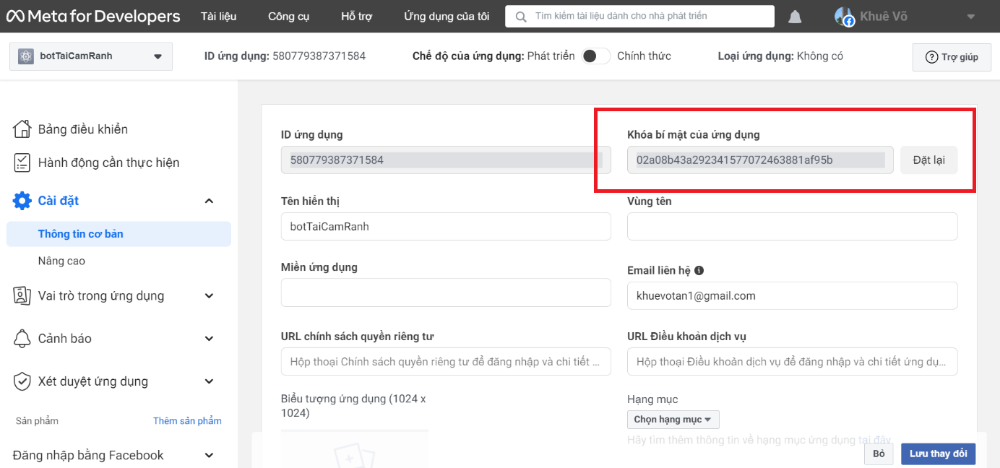 Meta for Developers Tài liệu Công cụ Hỗ trợ Ứng dụng của tôi Tìm kiếm tài liệu dành cho nhà phát triển Khuê Võ
botTaiCamRanh ID ứng dụng: 580779387371584 Chế độ của ứng dụng: Phát triển Chính thức Loại ứng dụng: Không có Trợ giúp
Bảng điều khiển
Hành động cần thực hiện
Cài đặt
Thông tin cơ bản
Nâng cao
Vai trò trong ứng dụng
Cảnh báo
Xét duyệt ứng dụng
Sản phẩm Thêm sản phẩm
Đăng nhập bằng Facebook
ID ứng dụng
580779387371584
Khóa bí mật của ứng dụng
02a08b43a292341577072463881af95b Đặt lại
Tên hiển thị
botTaiCamRanh
Vùng tên
Miền ứng dụng
Email liên hệ
khuevotan1@gmail.com
URL chính sách quyền riêng tư
Hộp thoại Chính sách quyền riêng tư để đăng nhập và chi tiết ...
URL Điều khoản dịch vụ
Hộp thoại Điều khoản dịch vụ để đăng nhập và chi tiết ứng dụ...
Biểu tượng ứng dụng (1024 x
1024)
Hạng mục
Chọn hạng mục
Hãy tìm thêm thông tin về hạng mục ứng dụng tại đây
Bỏ Lưu thay đổi